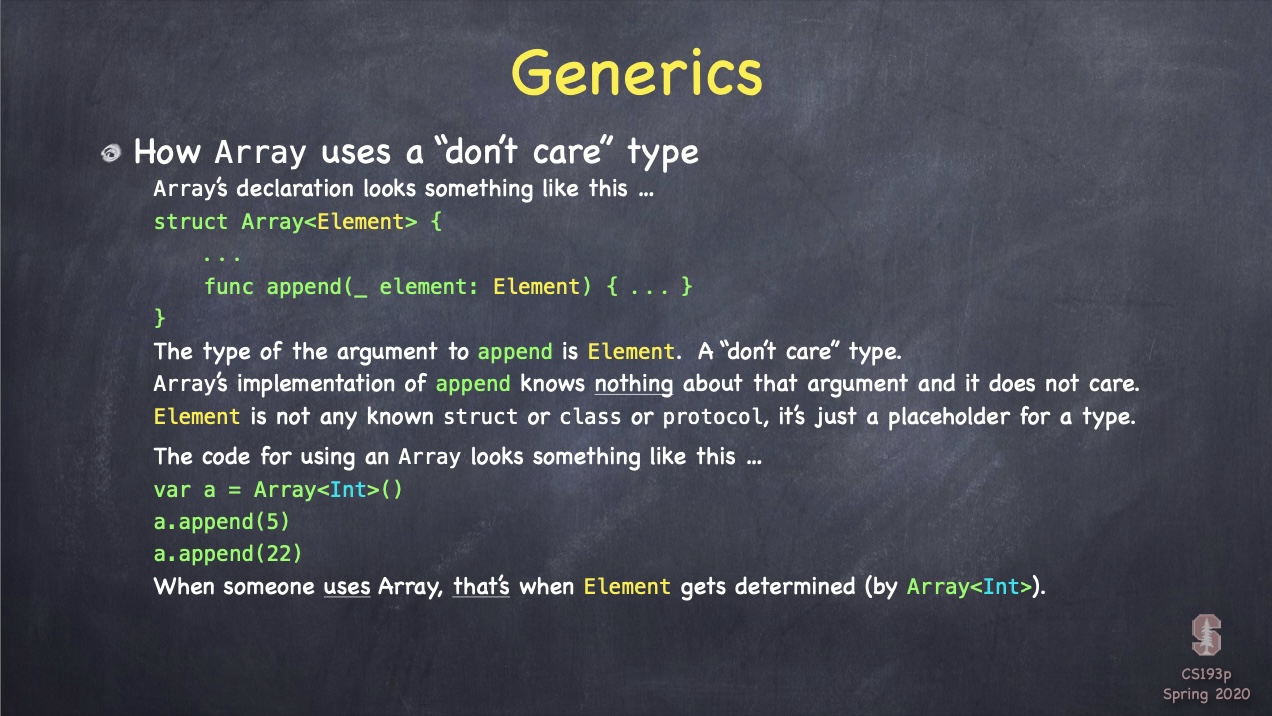 Generics
How Array uses a “don’t care” type
Array’s declaration looks something like this ...
struct Array<Element> {
...
func append(_ element: Element) { ... }
}
The type of the argument to append is Element.  A “don’t care” type.
Array’s implementation of append knows nothing about that argument and it does not care.
Element is not any known struct or class or protocol, it’s just a placeholder for a type.
The code for using an Array looks something like this ...
var a = Array<Int>()
a.append(5)
a.append(22)
When someone uses Array, that’s when Element gets determined (by Array<Int>).
S
CS193p
Spring 2020